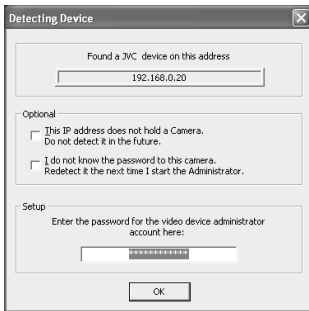 Detecting Device
Found a JVC device on this address
192.168.0.20
Optional
This IP address does not hold a Camera.
Do not detect it in the future.
I do not know the password to this camera.
Redetect it the next time I start the Administrator.
Setup
Enter the password for the video device administrator
account here:
************
OK